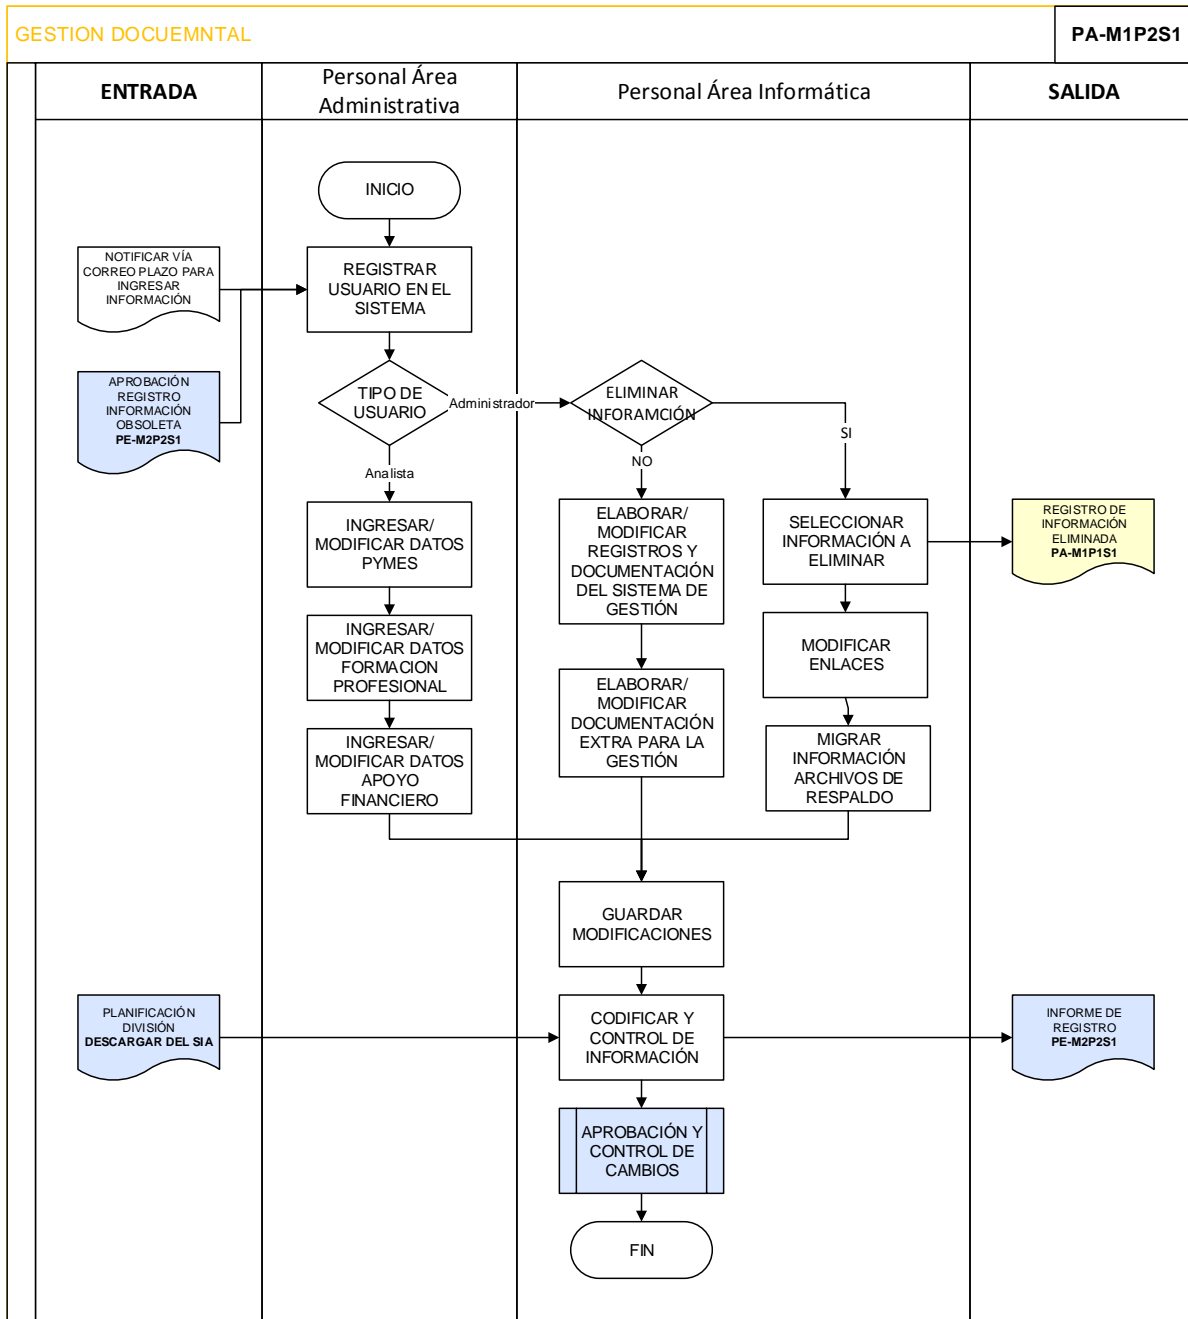 GESTION DOCUEMNTAL
PA-M1P2S1
ENTRADA
Personal Área
Administrativa
Personal Área Informática
SALIDA
INICIO
NOTIFICAR VÍA
CORREO PLAZO PARA
INGRESAR
INFORMACIÓN
REGISTRAR
USUARIO EN EL
SISTEMA
APROBACIÓN
REGISTRO
INFORMACIÓN
OBSOLETA
PE-M2P2S1
TIPO DE
USUARIO
Administrador
ELIMINAR
INFORAMCIÓN
SI
NO
Analista
INGRESAR/
MODIFICAR DATOS
PYMES
ELABORAR/
MODIFICAR
REGISTROS Y
DOCUMENTACIÓN
DEL SISTEMA DE
GESTIÓN
SELECCIONAR
INFORMACIÓN A
ELIMINAR
REGISTRO DE
INFORMACIÓN
ELIMINADA
PA-M1P1S1
INGRESAR/
MODIFICAR DATOS
FORMACION
PROFESIONAL
MODIFICAR
ENLACES
ELABORAR/
MODIFICAR
DOCUMENTACIÓN
EXTRA PARA LA
GESTIÓN
INGRESAR/
MODIFICAR DATOS
APOYO
FINANCIERO
MIGRAR
INFORMACIÓN
ARCHIVOS DE
RESPALDO
GUARDAR
MODIFICACIONES
PLANIFICACIÓN
DIVISIÓN
DESCARGAR DEL SIA
CODIFICAR Y
CONTROL DE
INFORMACIÓN
INFORME DE
REGISTRO
PE-M2P2S1
APROBACIÓN Y
CONTROL DE
CAMBIOS
FIN